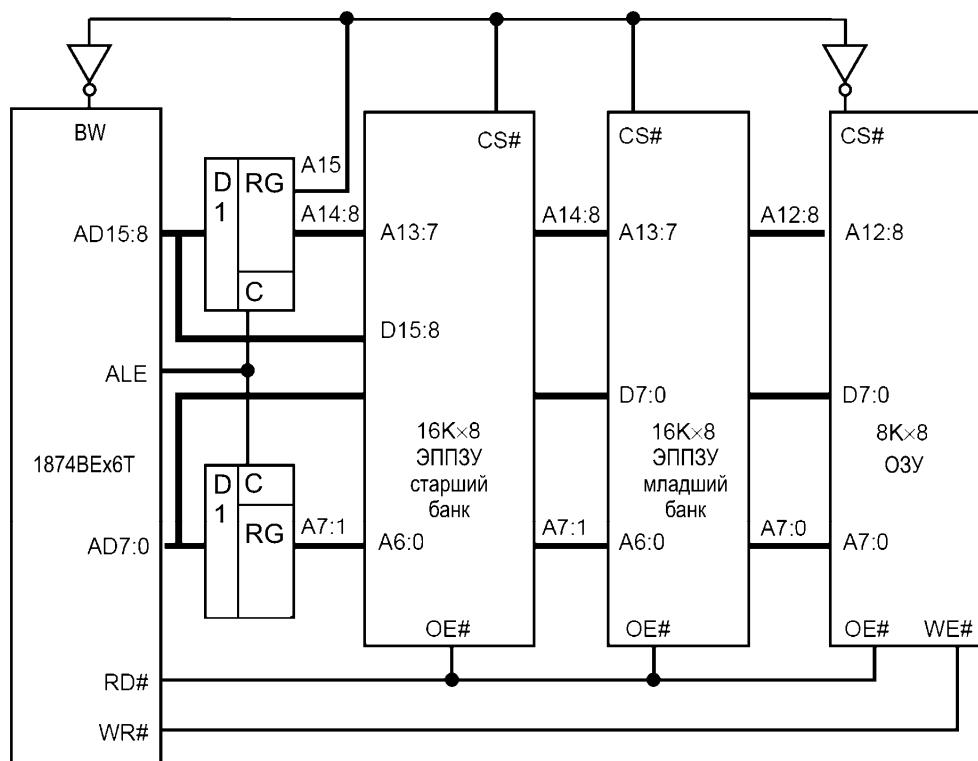 BW
CS#
CS#
CS#
D
1
RG
C
A15
A14:8
AD15:8
A13:7
A14:8
A13:7
A12:8
A12:8
D15:8
ALE
D7:0
D7:0
16K×8
ЭППЗУ
старший
банк
16K×8
ЭППЗУ
младший
банк
8K×8
ОЗУ
1874ВЕх6Т
D
1
C
RG
AD7:0
A7:1
A6:0
A7:1
A6:0
A7:0
A7:0
OE#
OE#
OE#
WE#
RD#
WR#